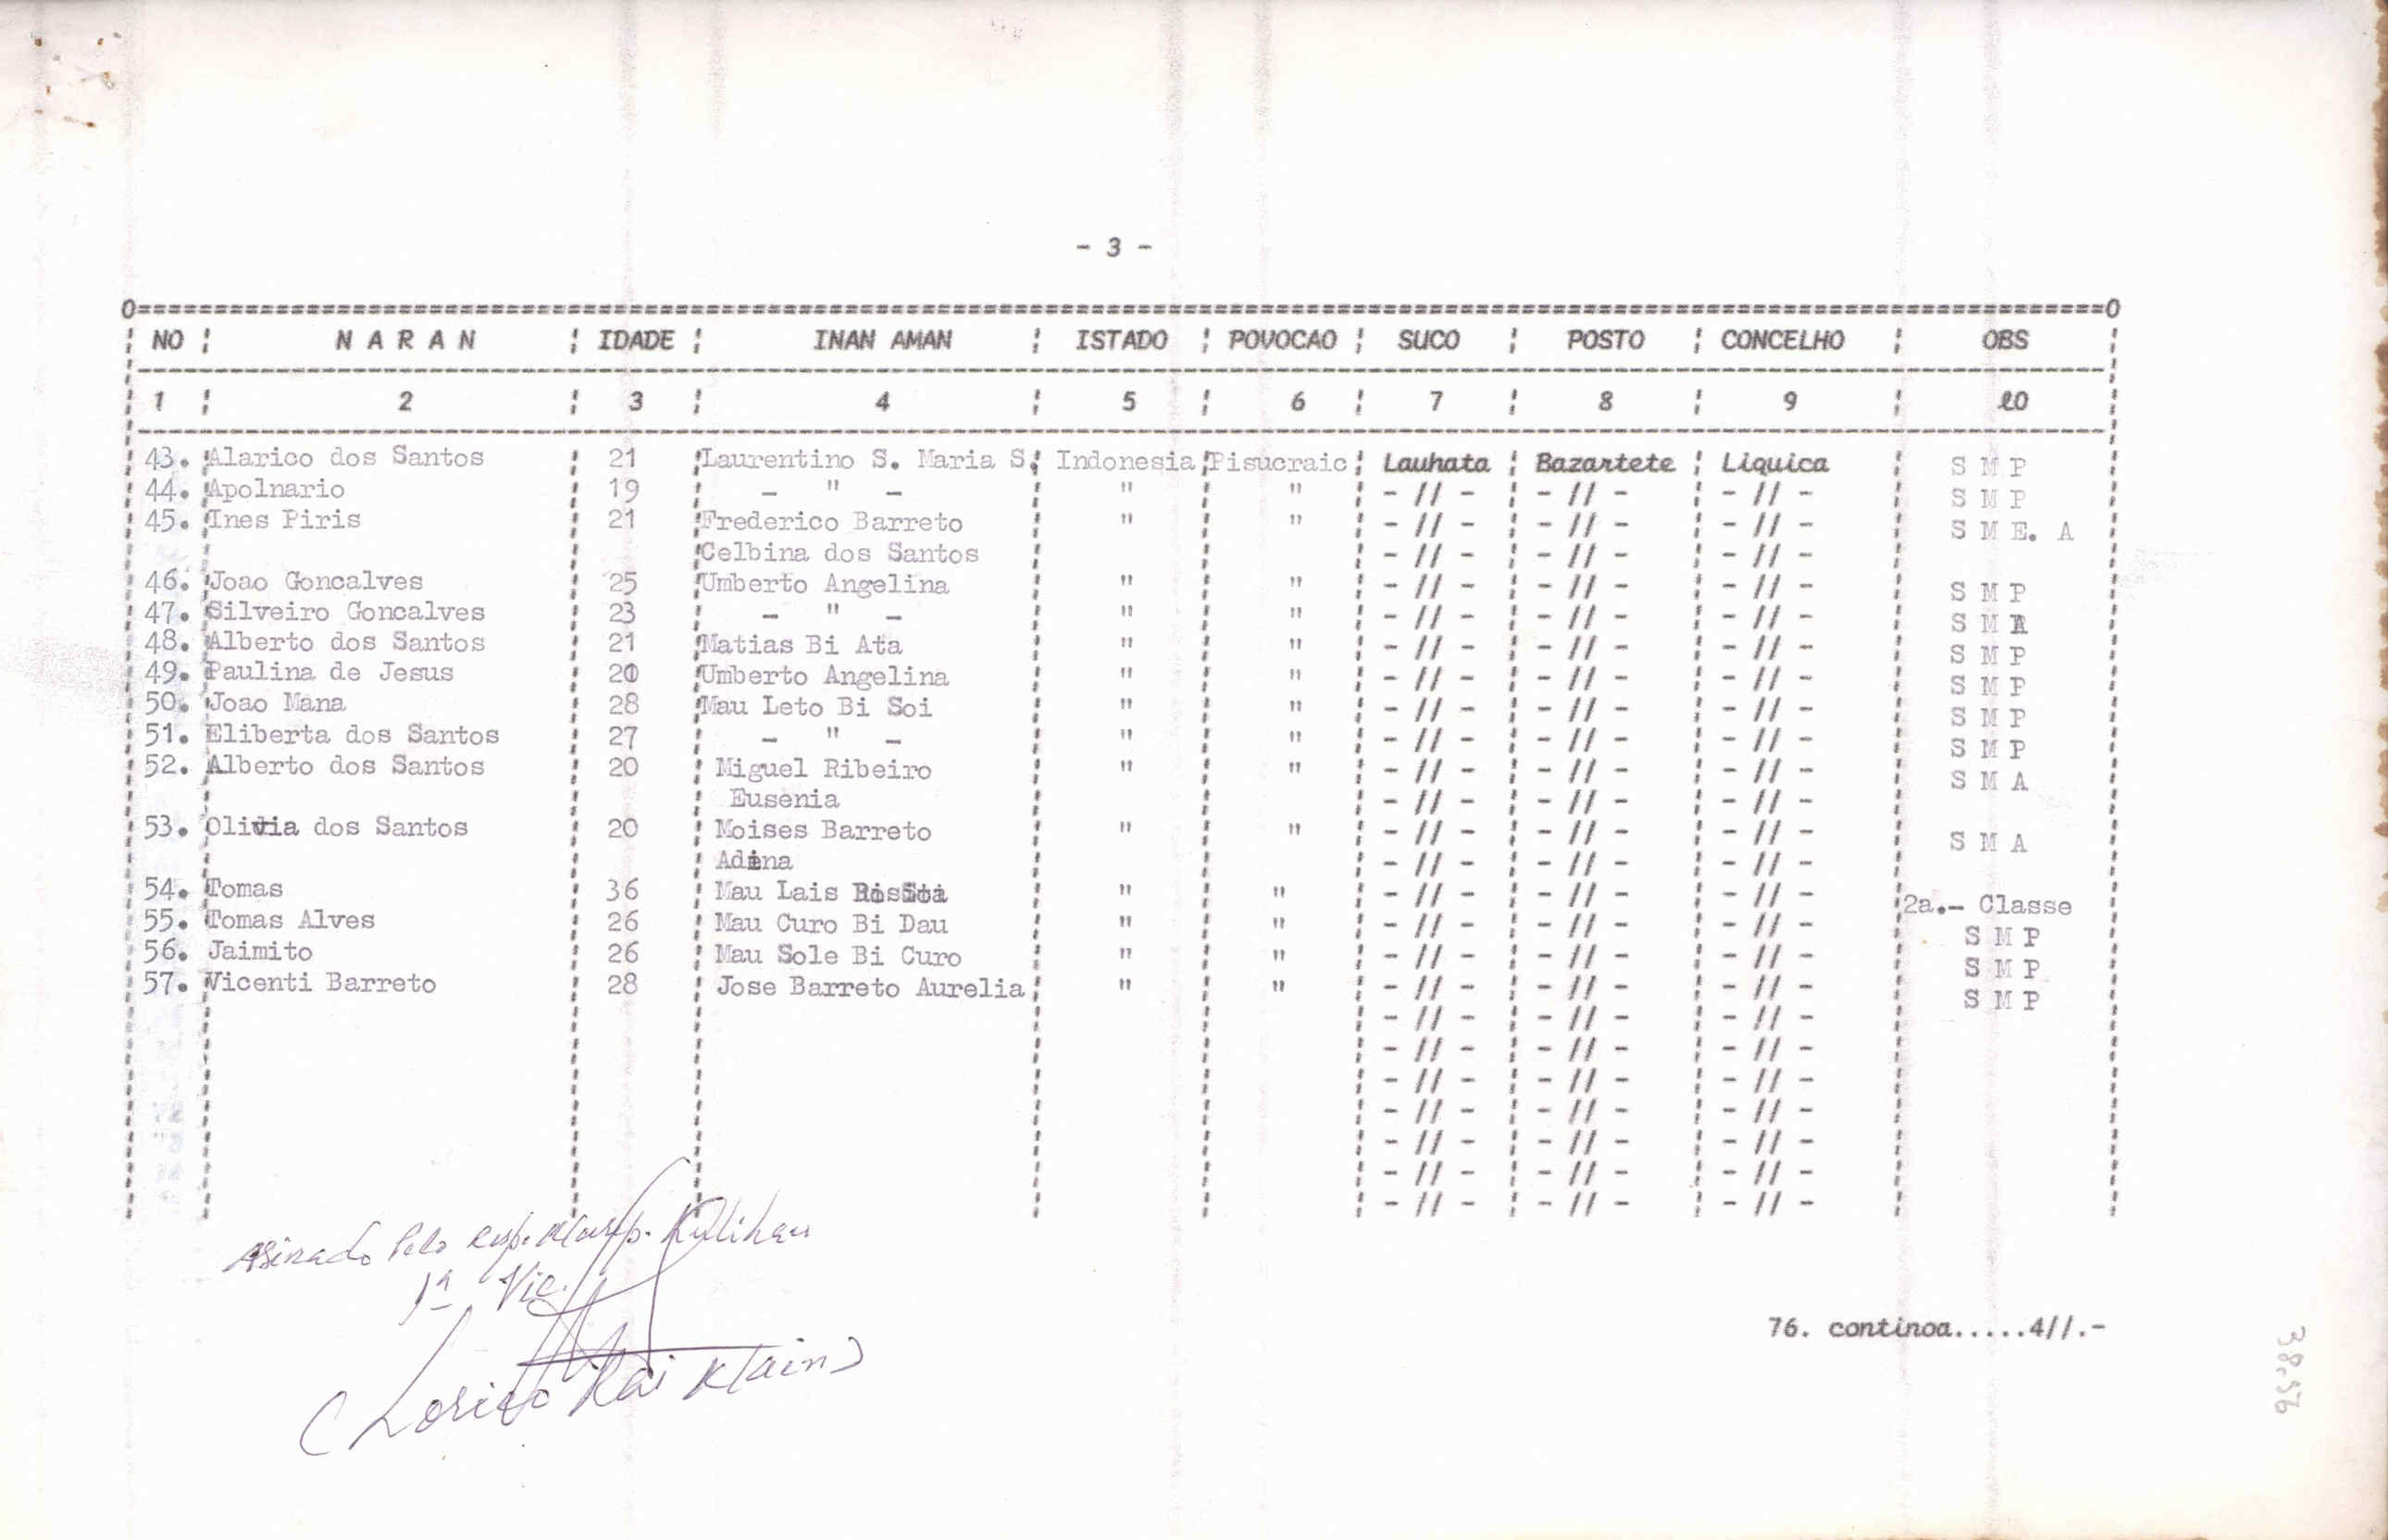 - 3 -
NO NARAN IDADE INAN AMAN ISTADO POVOCAO SUCO POSTO CONCELHO OBS
1 2 3 4 5 6 7 8 9 10
43. Alarico dos Santos 21 Laurentino S. Maria S. Indonesia Pisucraic Lauhata Bazartete Liquica S M P
44. Apolnario 19 - " - " " - // - - // - - // - S M P
45. Ines Piris 21 Frederico Barreto " " - // - - // - - // - S M E. A
Celbina dos Santos - // - - // - - // -
46. Joao Goncalves 25 Umberto Angelina " " - // - - // - - // - S M P
47. Silveiro Goncalves 23 - " - " " - // - - // - - // - S M A
48. Alberto dos Santos 21 Matias Bi Ata " " - // - - // - - // - S M P
49. Paulina de Jesus 20 Umberto Angelina " " - // - - // - - // - S M P
50. Joao Mana 28 Mau Leto Bi Soi " " - // - - // - - // - S M P
51. Eliberta dos Santos 27 - " - " " - // - - // - - // - S M P
52. Alberto dos Santos 20 Miguel Ribeiro " " - // - - // - - // - S M A
Eusenia - // - - // - - // -
53. Olivia dos Santos 20 Moises Barreto " " - // - - // - - // - S M A
Adina - // - - // - - // -
54. Tomas 36 Mau Lais " " - // - - // - - // - 2a.- Classe
55. Tomas Alves 26 Mau Curo Bi Dau " " - // - - // - - // - S M P
56. Jaimito 26 Mau Sole Bi Curo " " - // - - // - - // - S M P
57. Vicenti Barreto 28 Jose Barreto Aurelia " " - // - - // - - // - S M P
- // - - // - - // -
- // - - // - - // -
- // - - // - - // -
- // - - // - - // -
- // - - // - - // -
- // - - // - - // -
- // - - // - - // -
Asinado Pelo Resp.
1ª Vic.
(Lorico Rai Klain)
76. continoa.....4//.-
38.56